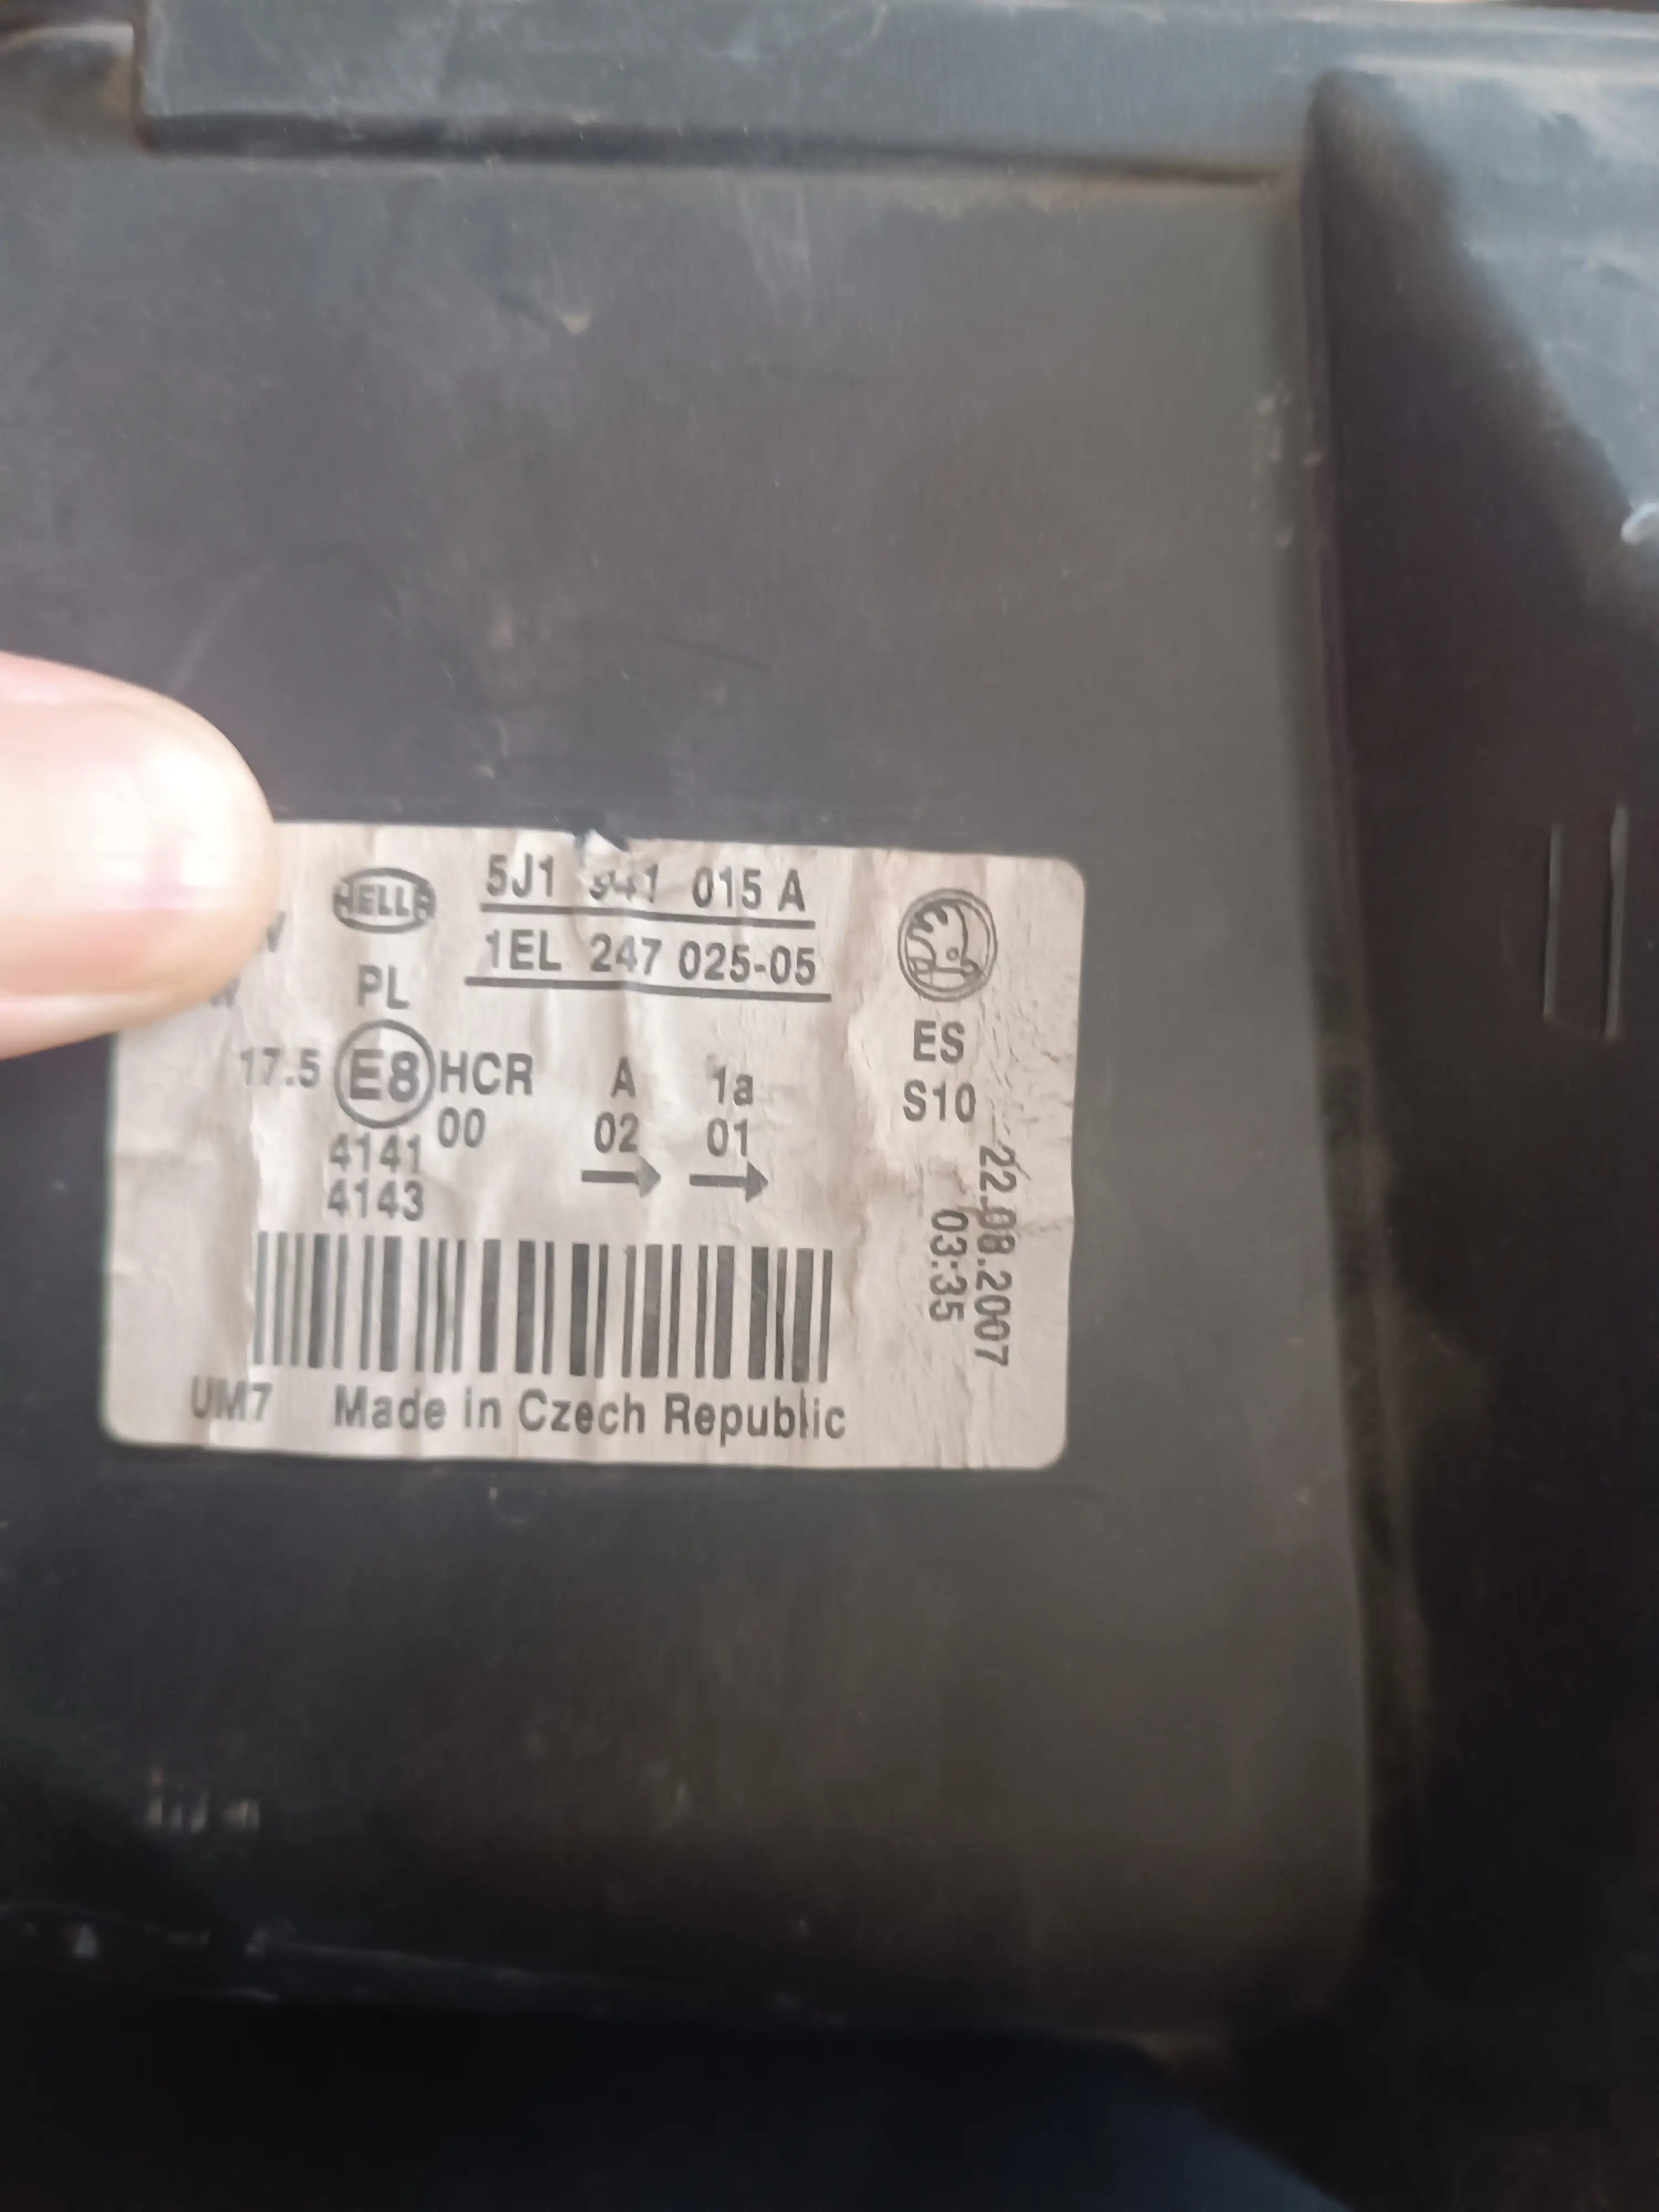 HELLA
5J1 941 015 A
1EL 247 025-05
PL
17.5 E8 HCR
00
A
02
1a
01
4141
4143
ES
S10
22.08.2007
03:35
UM7 Made in Czech Republic